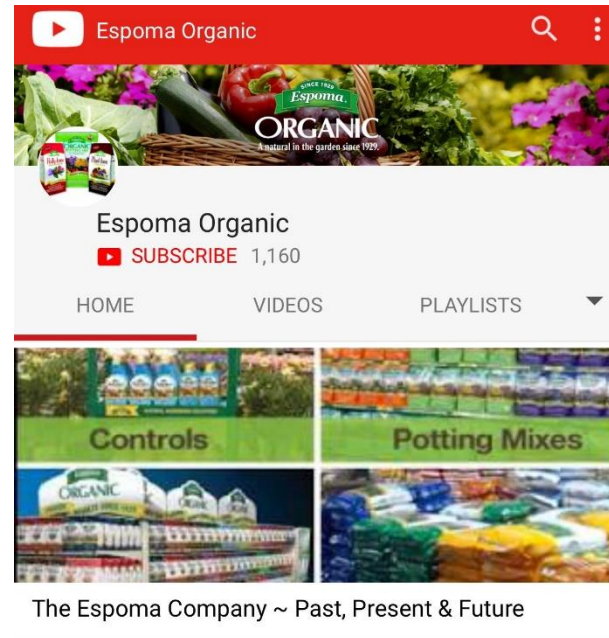 Espoma Organic
SINCE 1929
Espoma.
ORGANIC
A natural in the garden since 1929.
Espoma Organic
SUBSCRIBE 1,160
HOME VIDEOS PLAYLISTS
Controls
Potting Mixes
ORGANIC
The Espoma Company ~ Past, Present & Future